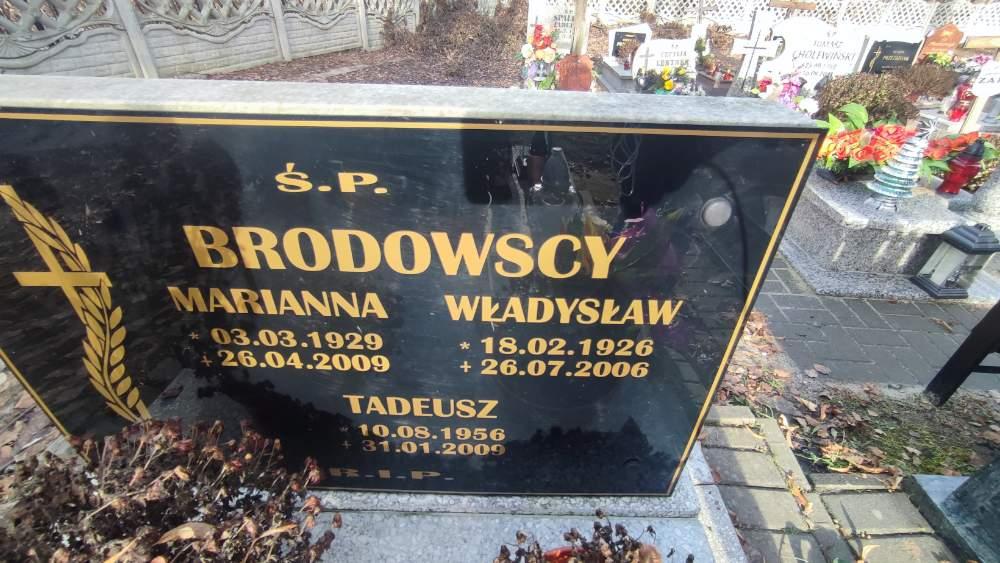 Ś.P.
BRODOWSCY
MARIANNA
* 03.03.1929
+ 26.04.2009
WŁADYSŁAW
* 18.02.1926
+ 26.07.2006
TADEUSZ
* 10.08.1956
+ 31.01.2009
R.I.P.
CHOLEWIŃSKI